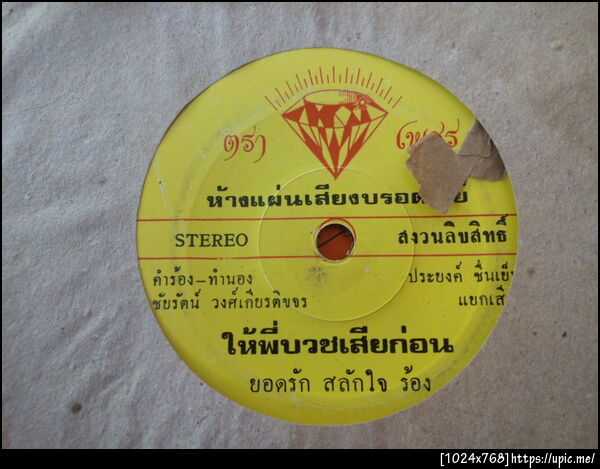 ตรา เพชร
ห้างแผ่นเสียงบรอด
STEREO
สงวนลิขสิทธิ์
คำร้อง-ทำนอง
ชัยรัตน์ วงศ์เกียรติขจร
ประยงค์ ชื่นเย็น
แยกเสี
ให้พี่บวชเสียก่อน
ยอดรัก สลักใจ ร้อง
[1024x768]https://upic.me/